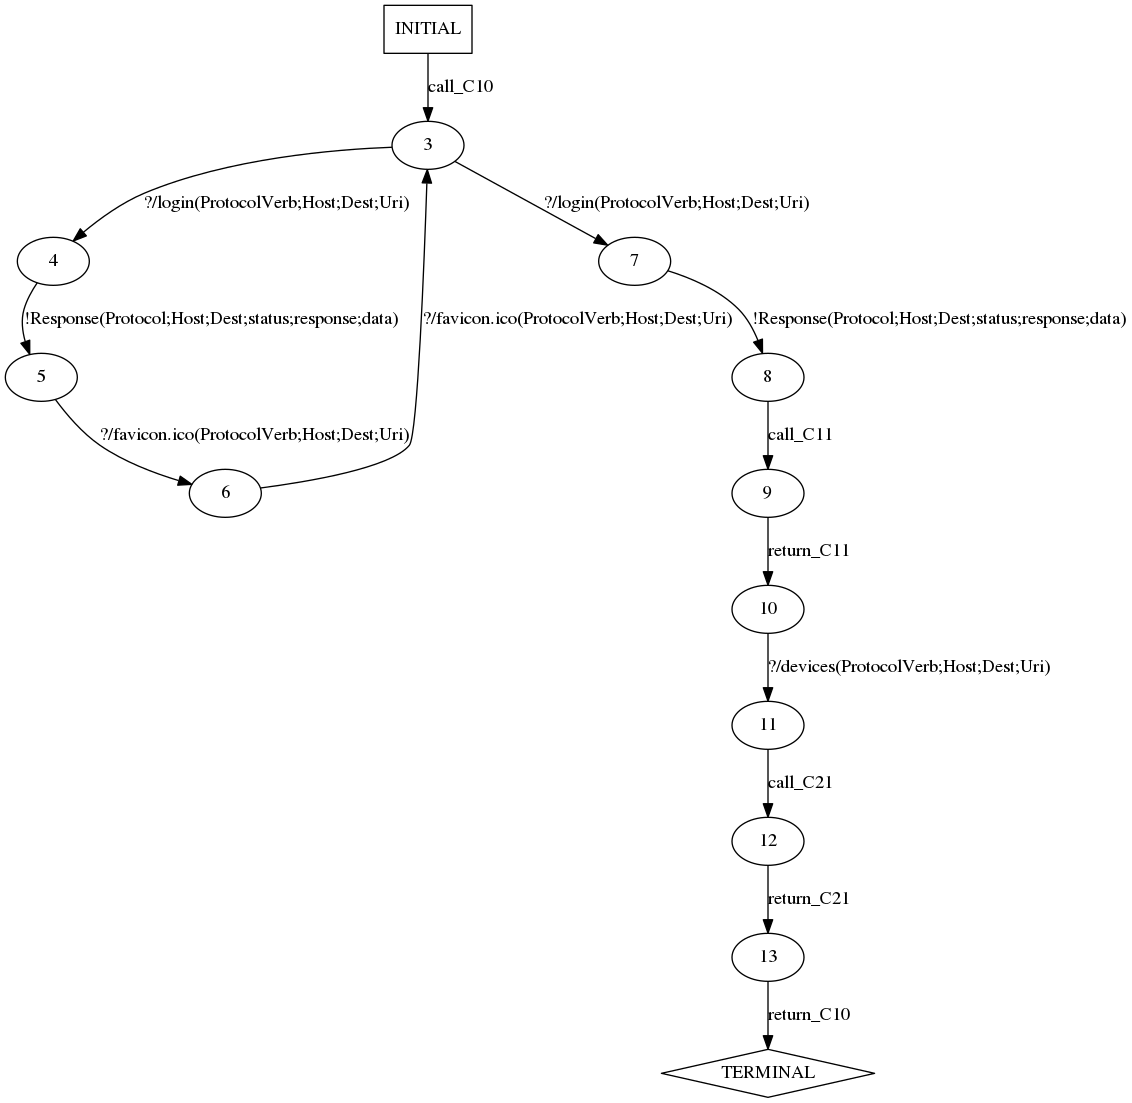 INITIAL
call_C10
3
?/login(ProtocolVerb;Host;Dest;Uri)
?/login(ProtocolVerb;Host;Dest;Uri)
4
7
!Response(Protocol;Host;Dest;status;response;data)
?/favicon.ico(ProtocolVerb;Host;Dest;Uri)
!Response(Protocol;Host;Dest;status;response;data)
5
8
?/favicon.ico(ProtocolVerb;Host;Dest;Uri)
call_C11
6
9
return_C11
10
?/devices(ProtocolVerb;Host;Dest;Uri)
11
call_C21
12
return_C21
13
return_C10
TERMINAL